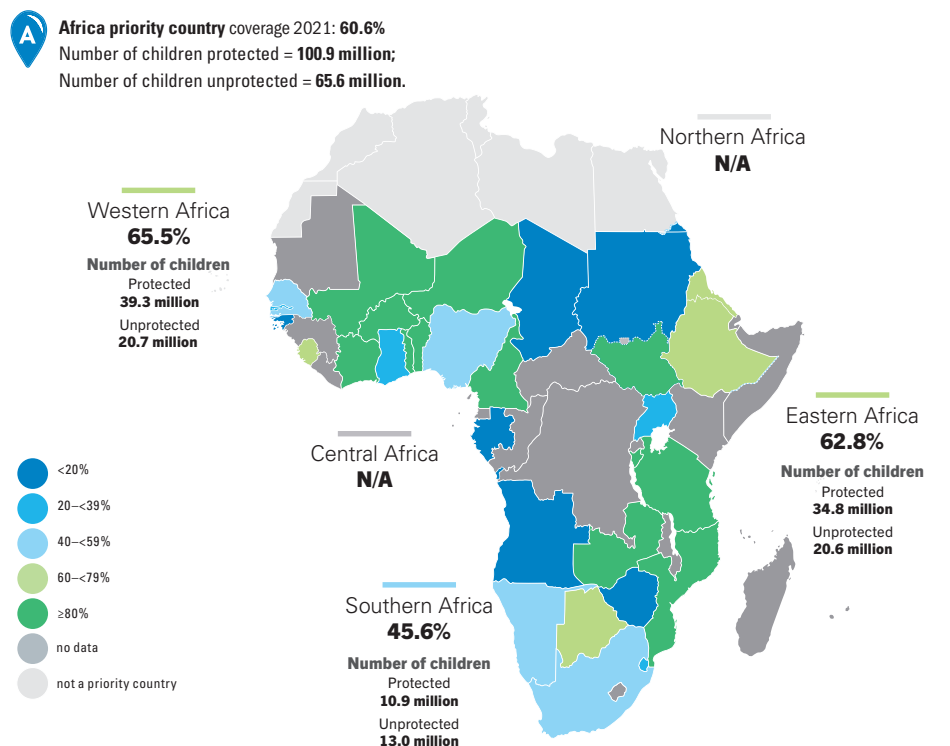 A
Africa priority country coverage 2021: 60.6%
Number of children protected = 100.9 million;
Number of children unprotected = 65.6 million.
Northern Africa
N/A
Western Africa
65.5%
Number of children
Protected
39.3 million
Unprotected
20.7 million
Eastern Africa
62.8%
Number of children
Protected
34.8 million
Unprotected
20.6 million
Central Africa
N/A
<20%
20–<39%
40–<59%
60–<79%
≥80%
no data
not a priority country
Southern Africa
45.6%
Number of children
Protected
10.9 million
Unprotected
13.0 million